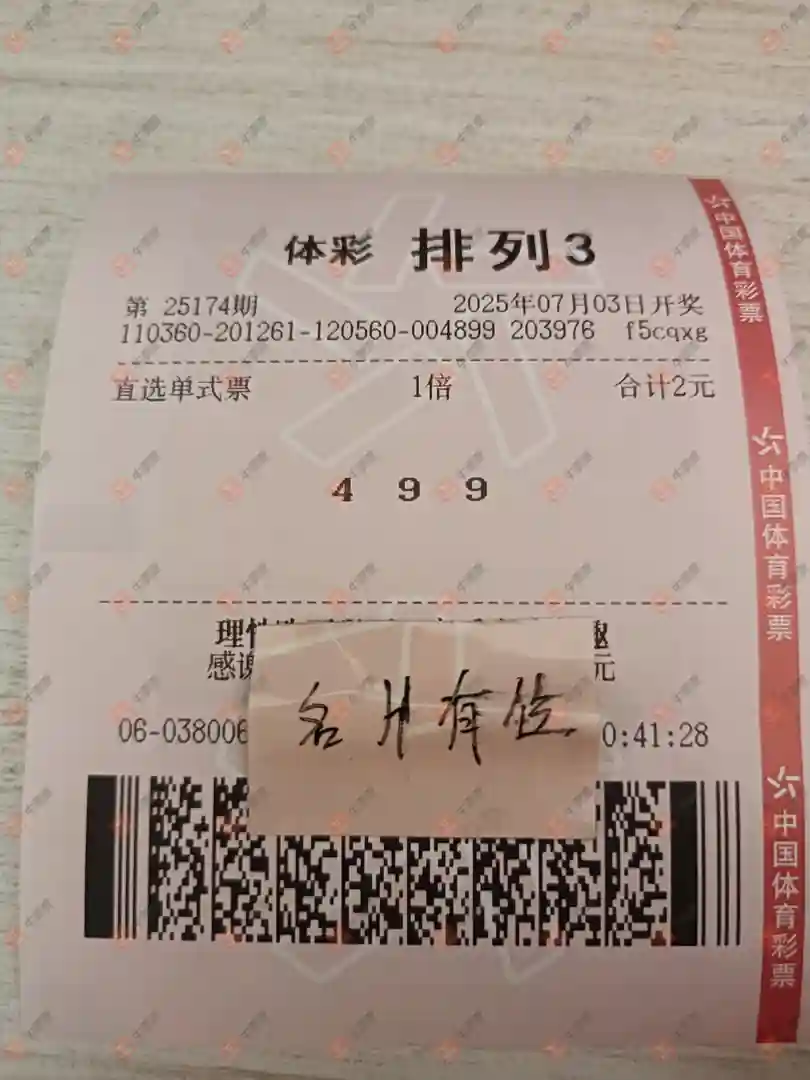 体彩 排列3
第 25174期 2025年07月03日开奖
110360-201261-120560-004899 203976 f5cqxg
直选单式票 1倍 合计2元
4 9 9
理性
感谢 元
06-038006 0:41:28
名片有位
中国体育彩票
中国体育彩票
中国体育彩票